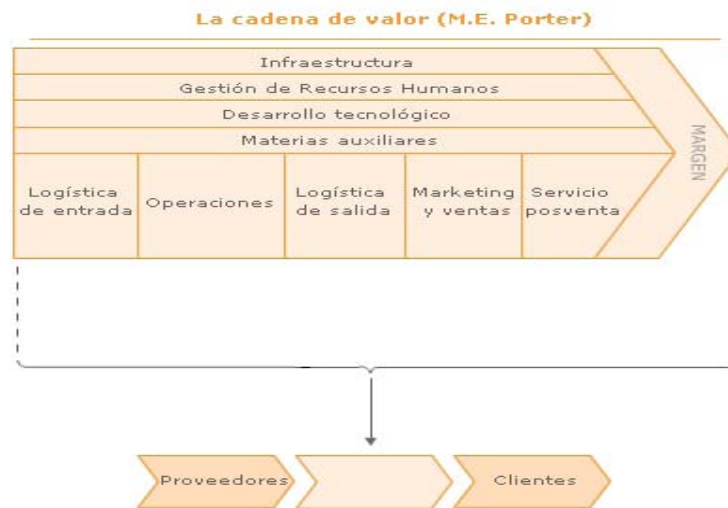 La cadena de valor (M.E. Porter)
Infraestructura
Gestión de Recursos Humanos
Desarrollo tecnológico
Materias auxiliares
MARGEN
Logística
de entrada
Operaciones
Logística
de salida
Marketing
y ventas
Servicio
posventa
Proveedores
Clientes